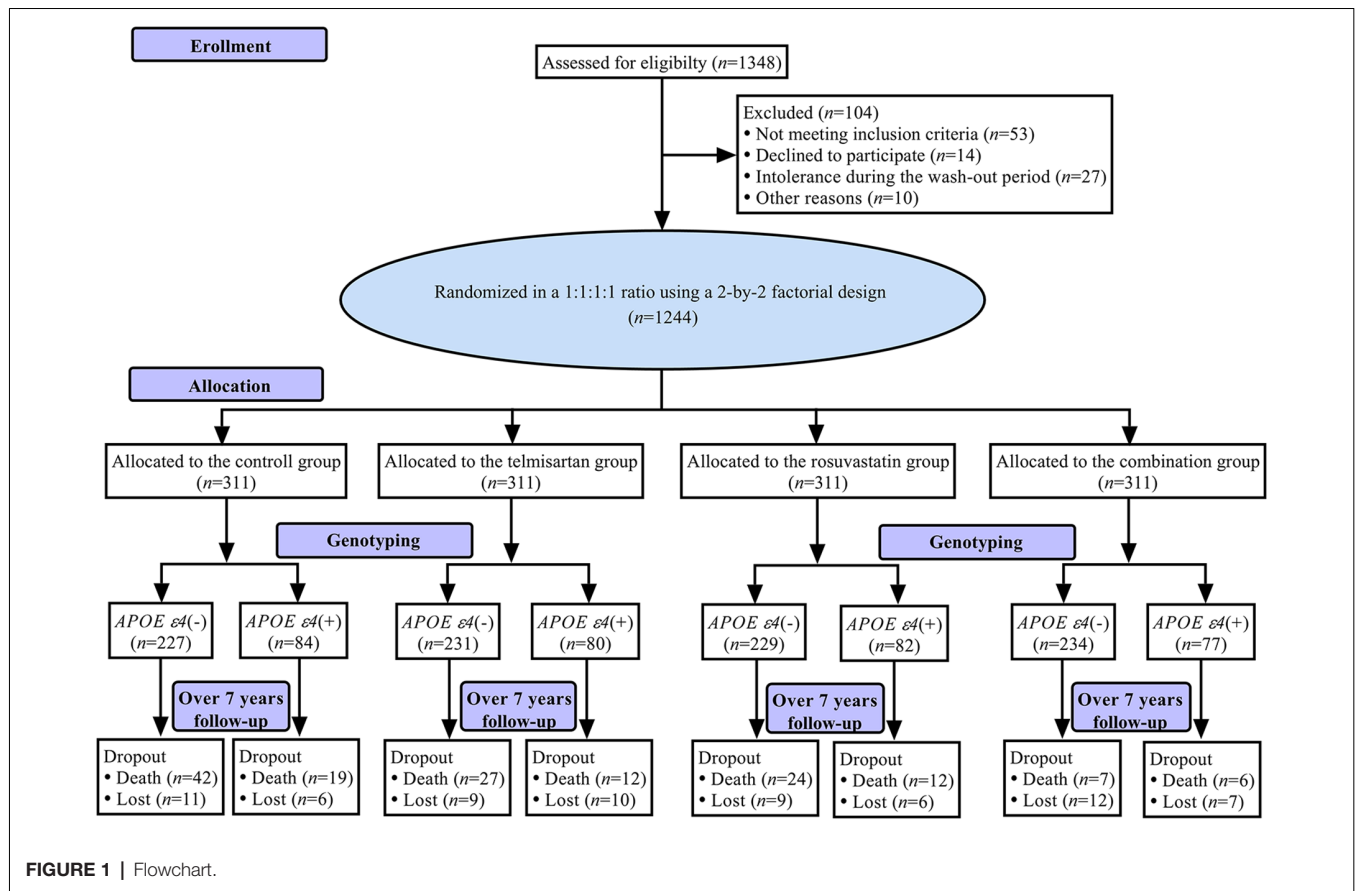 Erollment
Assessed for eligibilty (n=1348)
Excluded (n=104)
• Not meeting inclusion criteria (n=53)
• Declined to participate (n=14)
• Intolerance during the wash-out period (n=27)
• Other reasons (n=10)
Randomized in a 1:1:1:1 ratio using a 2-by-2 factorial design
(n=1244)
Allocation
Allocated to the controll group
(n=311)
Allocated to the telmisartan group
(n=311)
Allocated to the rosuvastatin group
(n=311)
Allocated to the combination group
(n=311)
Genotyping
Genotyping
APOE ε4(-)
(n=227)
APOE ε4(+)
(n=84)
APOE ε4(-)
(n=231)
APOE ε4(+)
(n=80)
APOE ε4(-)
(n=229)
APOE ε4(+)
(n=82)
APOE ε4(-)
(n=234)
APOE ε4(+)
(n=77)
Over 7 years
follow-up
Over 7 years
follow-up
Over 7 years
follow-up
Over 7 years
follow-up
Dropout
• Death (n=42)
• Lost (n=11)
Dropout
• Death (n=19)
• Lost (n=6)
Dropout
• Death (n=27)
• Lost (n=9)
Dropout
• Death (n=12)
• Lost (n=10)
Dropout
• Death (n=24)
• Lost (n=9)
Dropout
• Death (n=12)
• Lost (n=6)
Dropout
• Death (n=7)
• Lost (n=12)
Dropout
• Death (n=6)
• Lost (n=7)
FIGURE 1 | Flowchart.